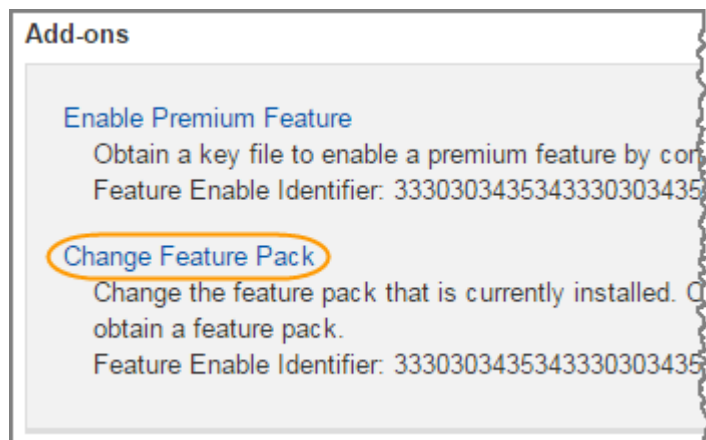 Add-ons
Enable Premium Feature
Obtain a key file to enable a premium feature by
Feature Enable Identifier: 3330303435343330303435
Change Feature Pack
Change the feature pack that is currently installed.
obtain a feature pack.
Feature Enable Identifier: 3330303435343330303435